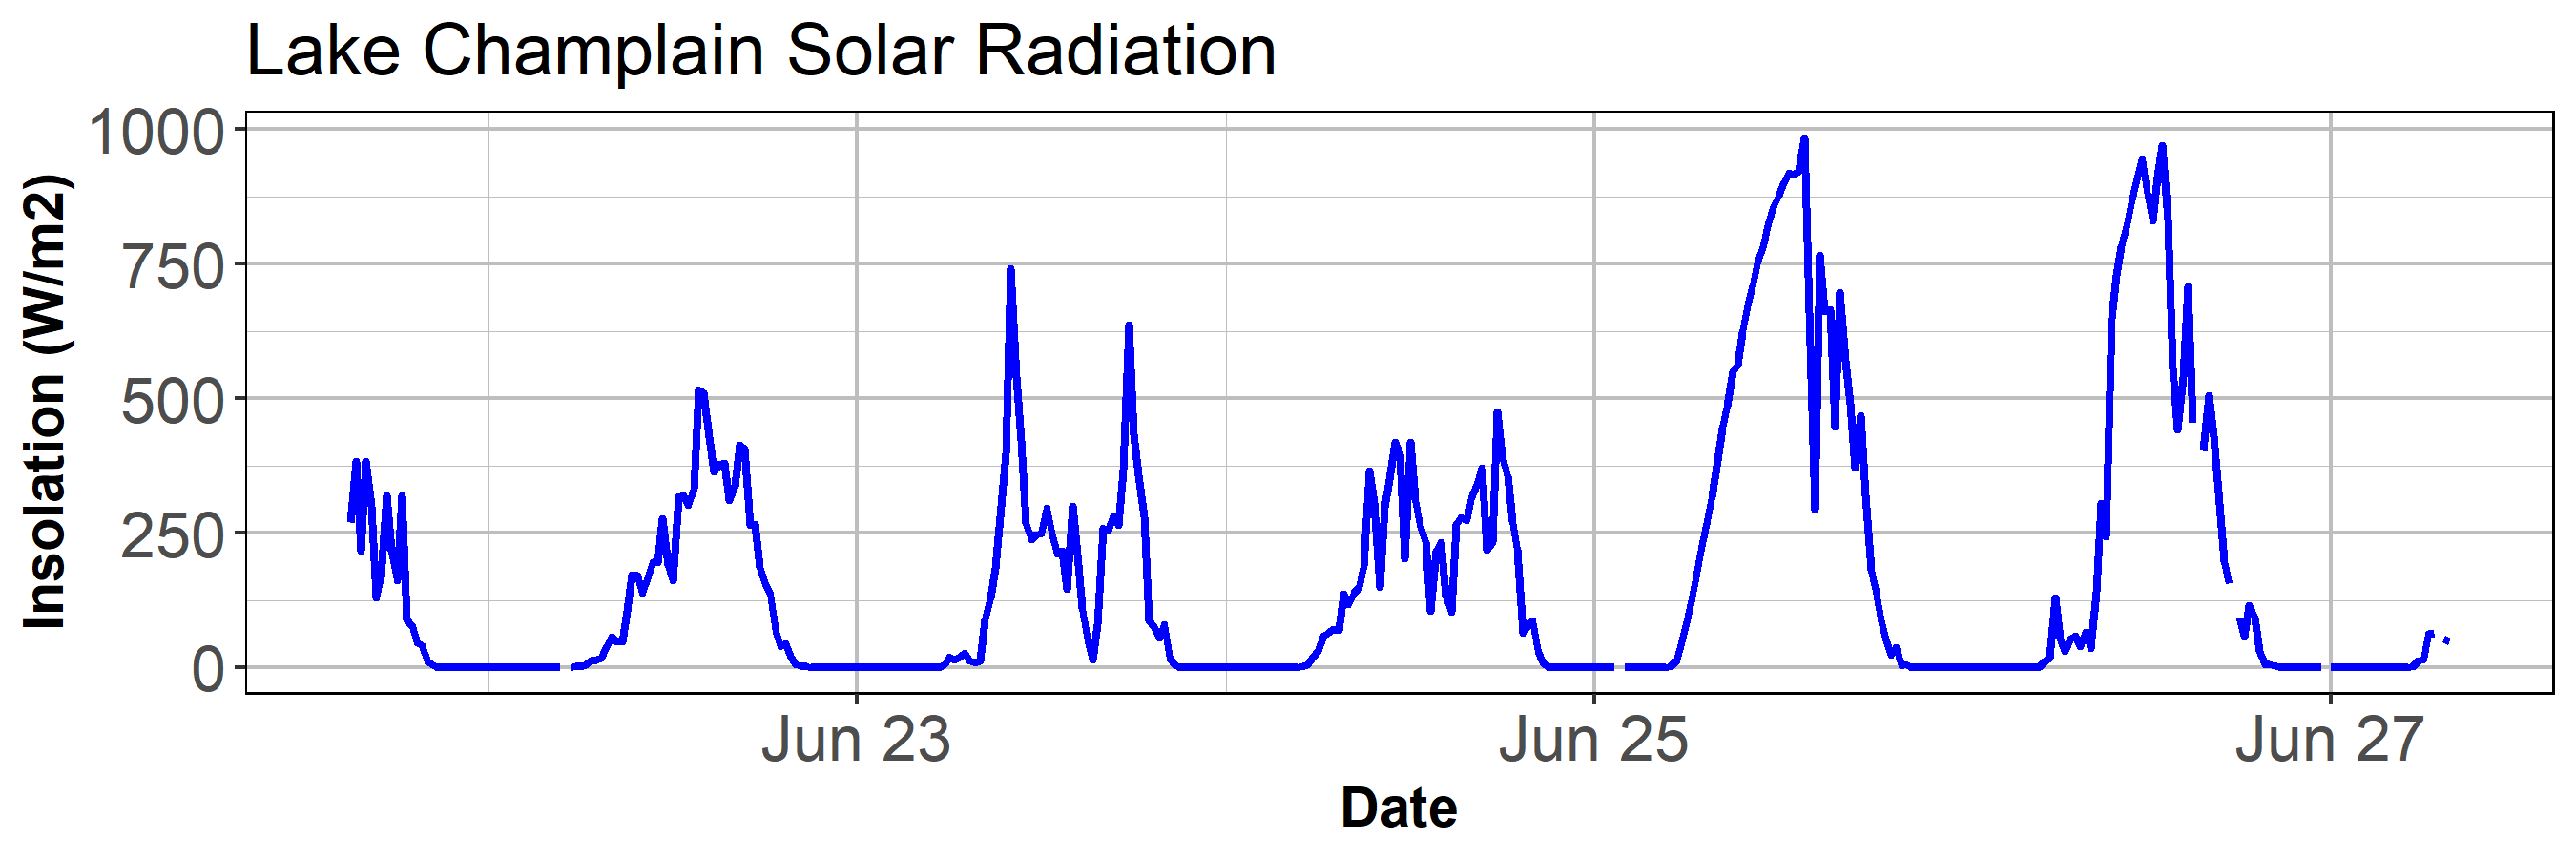 Lake Champlain Solar Radiation
1000
750
500
250
0
Insolation (W/m2)
Jun 23 Jun 25 Jun 27
Date